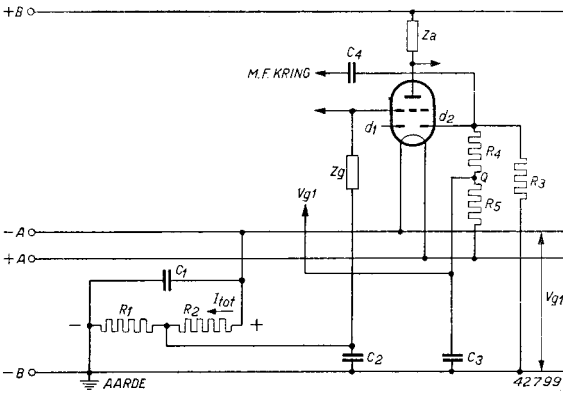 +B
Za
C4
M.F. KRING
d1
d2
R4
Zg
Q
R3
Vg1
R5
-A
+A
Vg1
C1
R1
R2
Itot
-
+
C2
C3
-B
AARDE
42799